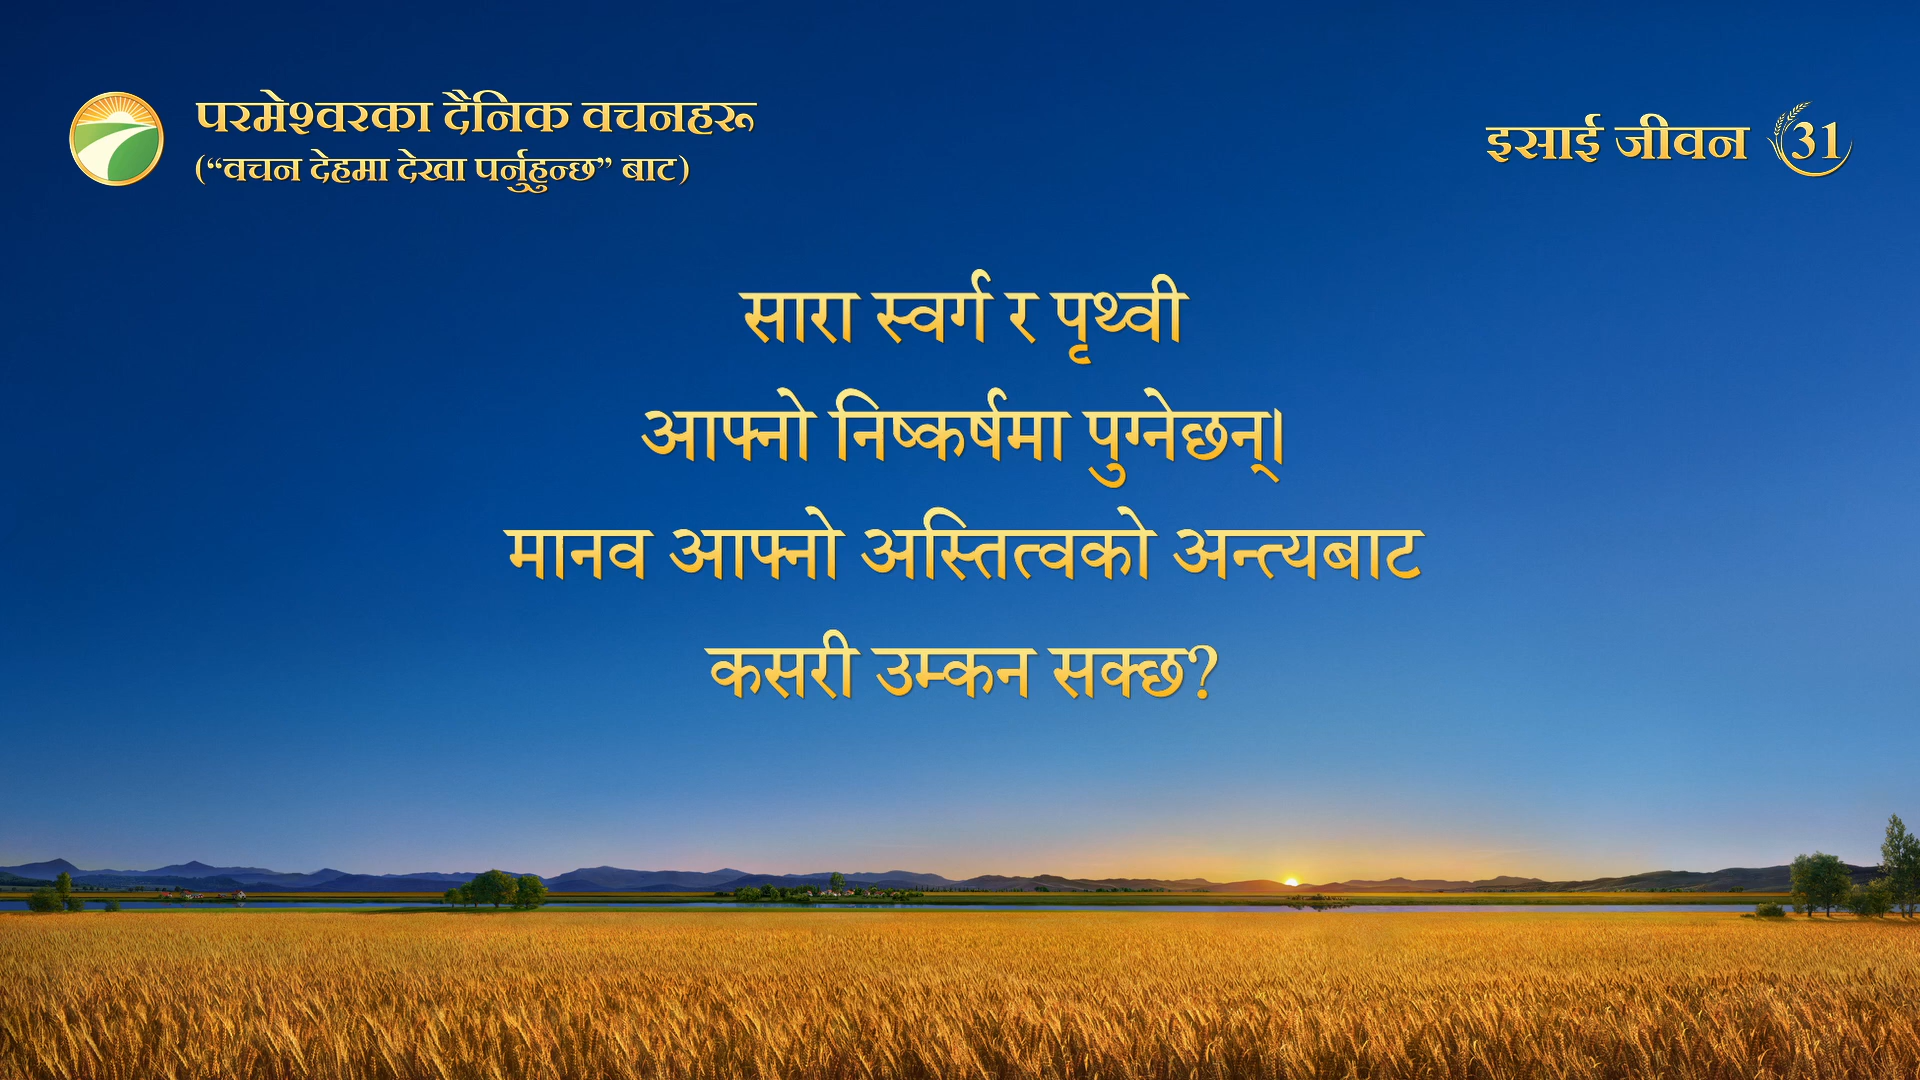 परमेश्वरका दैनिक वचनहरू
(“वचन देहमा देखा पर्नुहुन्छ” बाट)
इसाई जीवन 31
सारा स्वर्ग र पृथ्वी
आफ्नो निष्कर्षमा पुग्नेछन्।
मानव आफ्नो अस्तित्वको अन्त्यबाट
कसरी उम्कन सक्छ?